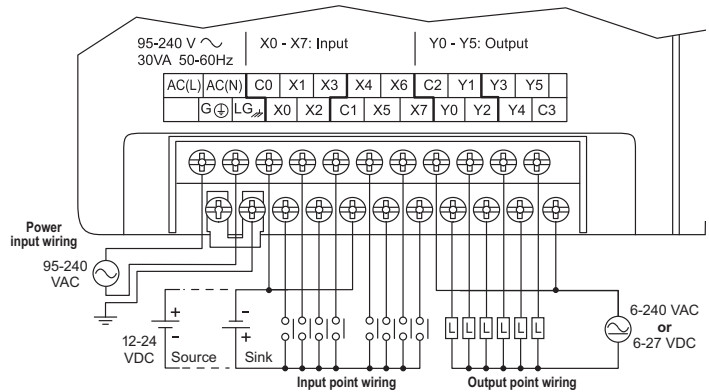 95-240 V
30VA 50-60Hz
X0 - X7: Input
Y0 - Y5: Output
AC(L) AC(N) C0 X1 X3 X4 X6 C2 Y1 Y3 Y5
G LG X0 X2 C1 X5 X7 Y0 Y2 Y4 C3
Power
input wiring
95-240
VAC
12-24
VDC
+
-
Source
-
+
Sink
Input point wiring
L L L L L L
Output point wiring
6-240 VAC
or
6-27 VDC